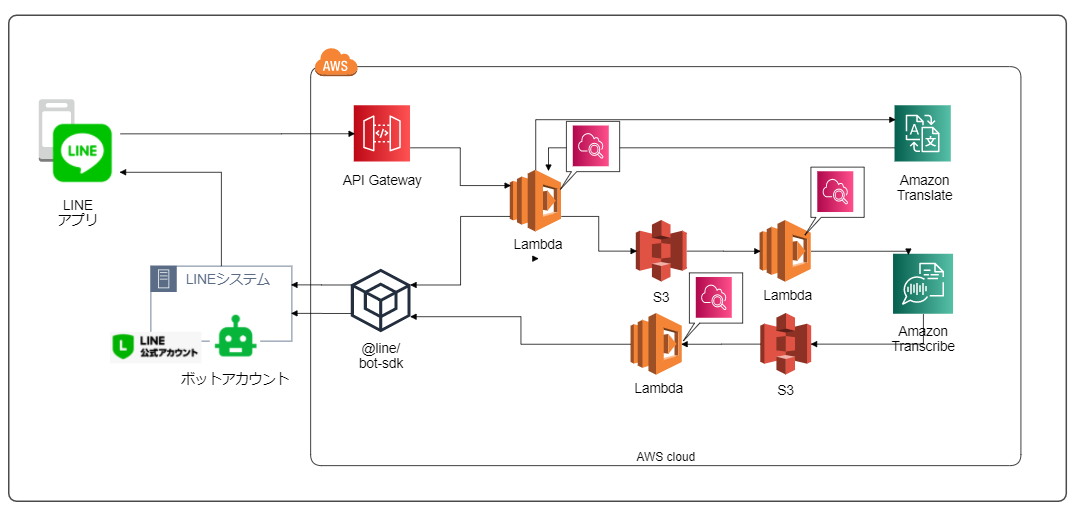 AWS
LINE
LINE
アプリ
API Gateway
Lambda
A
文
Amazon
Translate
S3
Lambda
Amazon
Transcribe
LINEシステム
L
LINE
公式アカウント
ボットアカウント
@line/
bot-sdk
Lambda
S3
AWS cloud